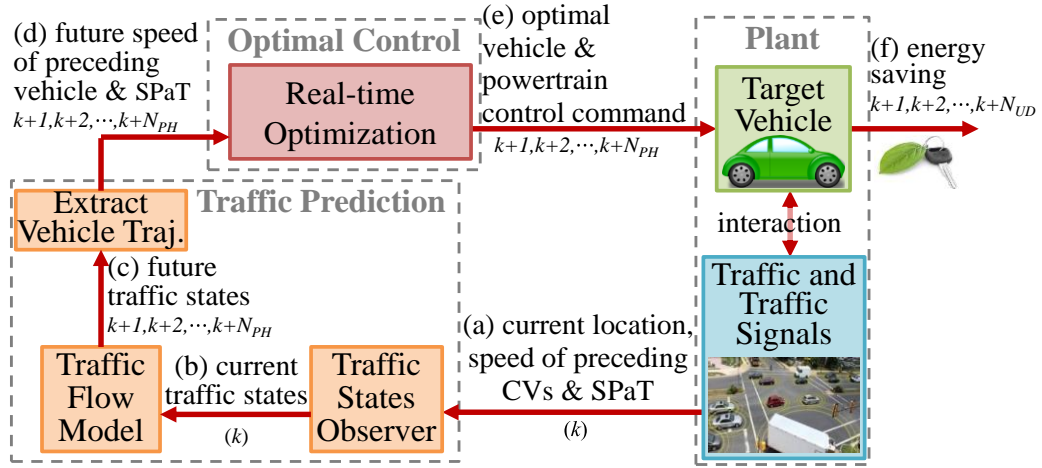 (d) future speed
of preceding
vehicle & SPaT
k+1,k+2,···,k+N_PH
Optimal Control
Real-time
Optimization
(e) optimal
vehicle &
powertrain
control command
k+1,k+2,···,k+N_PH
Plant
Target
Vehicle
(f) energy
saving
k+1,k+2,···,k+N_UD
interaction
Traffic and
Traffic
Signals
(a) current location,
speed of preceding
CVs & SPaT
(k)
Traffic Prediction
Extract
Vehicle Traj.
(c) future
traffic states
k+1,k+2,···,k+N_PH
Traffic
Flow
Model
(b) current
traffic states
(k)
Traffic
States
Observer